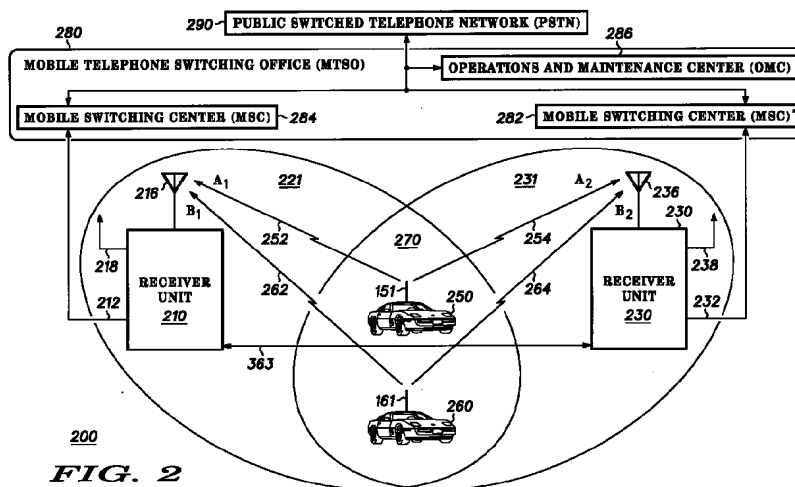 290 PUBLIC SWITCHED TELEPHONE NETWORK (PSTN)
280 286
MOBILE TELEPHONE SWITCHING OFFICE (MTSO) OPERATIONS AND MAINTENANCE CENTER (OMC)
MOBILE SWITCHING CENTER (MSC) 284 282 MOBILE SWITCHING CENTER (MSC)
216 A1 221 231 A2 236
B1 B2 230
252 270 254
218 262 264 238
RECEIVER UNIT 210 151 250 RECEIVER UNIT 230
212 232
363
161 260
200
FIG. 2